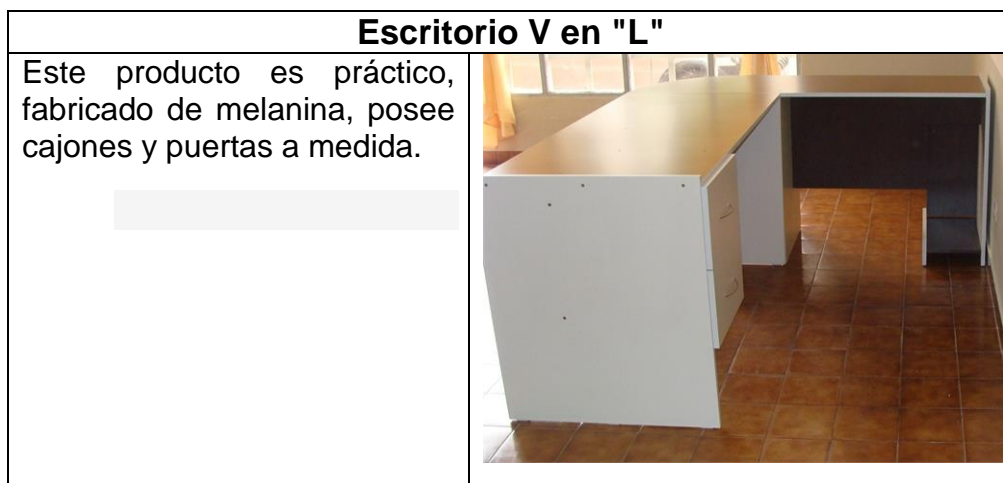 Escritorio V en "L"
Este producto es práctico,
fabricado de melanina, posee
cajones y puertas a medida.